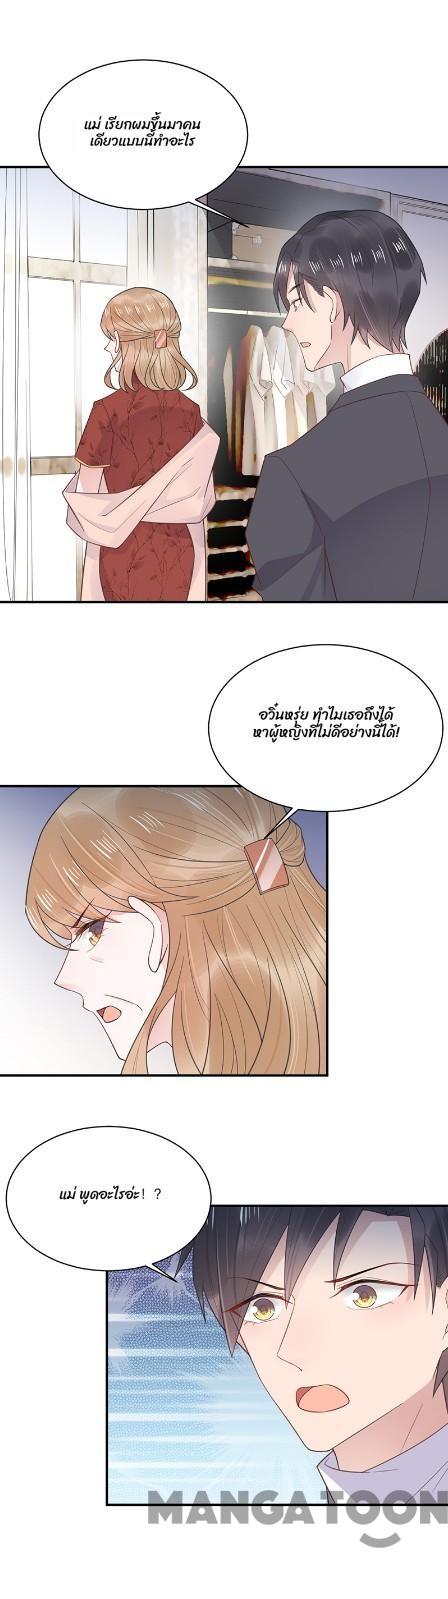 แม่ เรียกผมขึ้นมาคน
เดียวแบบนี้ทำอะไร
อวิ๋นหรุ่ย ทำไมเธอถึงได้
หาผู้หญิงที่ไม่ดีอย่างนี้ได้!
แม่ พูดอะไรอ่ะ! ?
MANGATOON